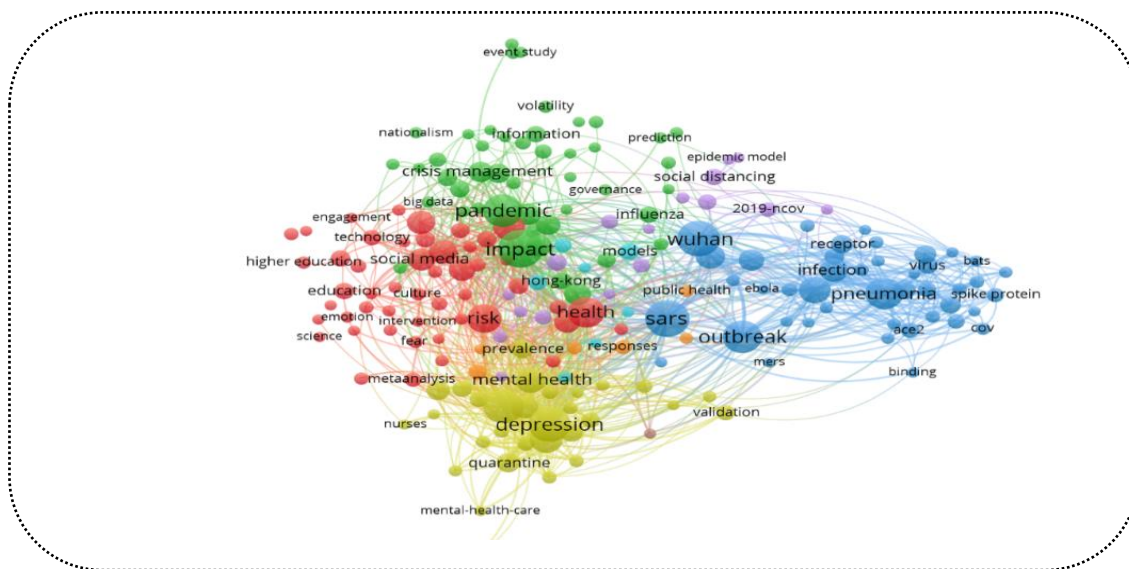 event study
volatility
nationalism
information
prediction
epidemic model
crisis management
social distancing
governance
big data
pandemic
influenza
2019-ncov
engagement
technology
impact
models
wuhan
receptor
higher education
social media
infection
virus
bats
hong-kong
education
culture
public health
ebola
pneumonia
spike protein
emotion
intervention
risk
health
sars
science
fear
prevalence
responses
outbreak
ace2
cov
mers
metaanalysis
mental health
binding
nurses
depression
validation
quarantine
mental-health-care